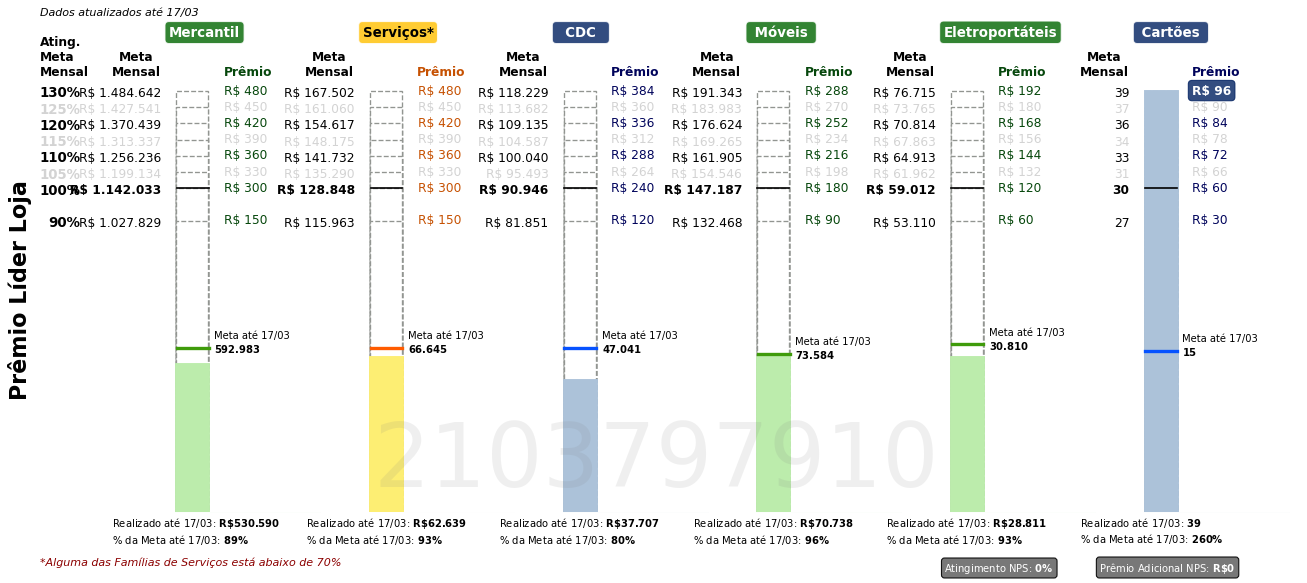 Dados atualizados até 17/03
Mercantil Serviços* CDC Móveis Eletroportáteis Cartões
Ating. Meta Mensal Meta Mensal Prêmio Meta Mensal Prêmio Meta Mensal Prêmio Meta Mensal Prêmio Meta Mensal Prêmio Meta Mensal Prêmio
130% R$ 1.484.642 R$ 480 R$ 167.502 R$ 480 R$ 118.229 R$ 384 R$ 191.343 R$ 288 R$ 76.715 R$ 192 39 R$ 96
125% R$ 1.427.541 R$ 450 R$ 161.060 R$ 450 R$ 113.682 R$ 360 R$ 183.983 R$ 270 R$ 73.765 R$ 180 37 R$ 90
120% R$ 1.370.439 R$ 420 R$ 154.617 R$ 420 R$ 109.135 R$ 336 R$ 176.624 R$ 252 R$ 70.814 R$ 168 36 R$ 84
115% R$ 1.313.337 R$ 390 R$ 148.175 R$ 390 R$ 104.587 R$ 312 R$ 169.265 R$ 234 R$ 67.863 R$ 156 34 R$ 78
110% R$ 1.256.236 R$ 360 R$ 141.732 R$ 360 R$ 100.040 R$ 288 R$ 161.905 R$ 216 R$ 64.913 R$ 144 33 R$ 72
105% R$ 1.199.134 R$ 330 R$ 135.290 R$ 330 R$ 95.493 R$ 264 R$ 154.546 R$ 198 R$ 61.962 R$ 132 31 R$ 66
100% R$ 1.142.033 R$ 300 R$ 128.848 R$ 300 R$ 90.946 R$ 240 R$ 147.187 R$ 180 R$ 59.012 R$ 120 30 R$ 60
90% R$ 1.027.829 R$ 150 R$ 115.963 R$ 150 R$ 81.851 R$ 120 R$ 132.468 R$ 90 R$ 53.110 R$ 60 27 R$ 30
Prêmio Líder Loja
Meta até 17/03 Meta até 17/03 Meta até 17/03 Meta até 17/03 Meta até 17/03 Meta até 17/03
592.983 66.645 47.041 73.584 30.810 15
2103797910
Realizado até 17/03: R$530.590 Realizado até 17/03: R$62.639 Realizado até 17/03: R$37.707 Realizado até 17/03: R$70.738 Realizado até 17/03: R$28.811 Realizado até 17/03: 39
% da Meta até 17/03: 89% % da Meta até 17/03: 93% % da Meta até 17/03: 80% % da Meta até 17/03: 96% % da Meta até 17/03: 93% % da Meta até 17/03: 260%
*Alguma das Famílias de Serviços está abaixo de 70% Atingimento NPS: 0% Prêmio Adicional NPS: R$0